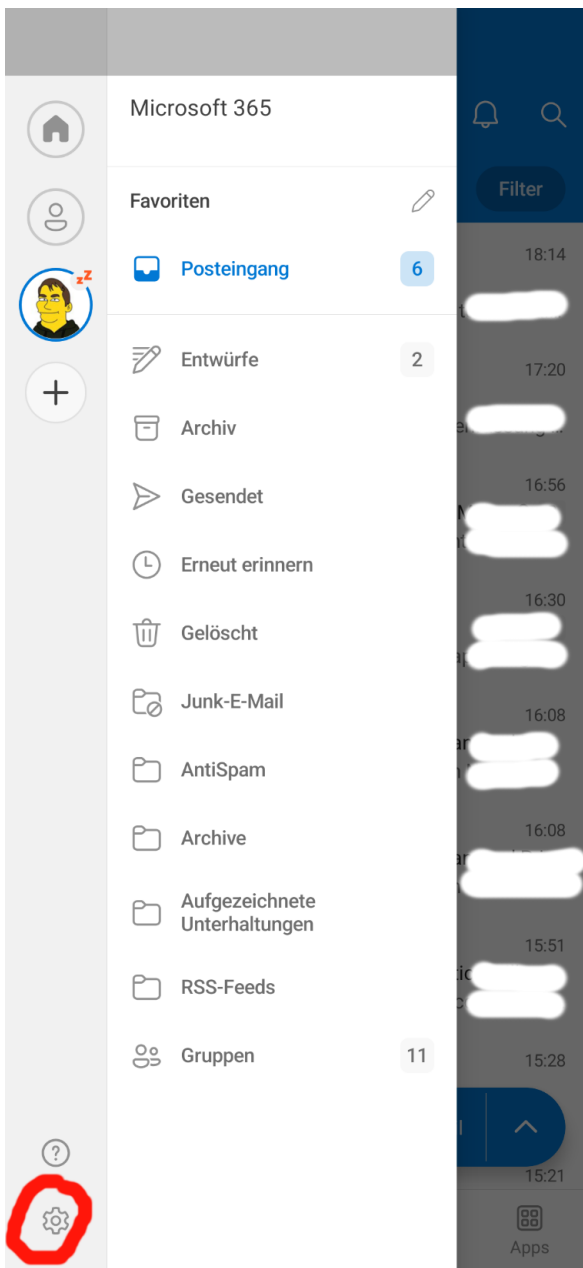 Microsoft 365
Favoriten
Filter
Posteingang 6
18:14
zZ
Entwürfe 2
17:20
Archiv
Gesendet
16:56
Erneut erinnern
16:30
Gelöscht
Junk-E-Mail
16:08
AntiSpam
Archive
16:08
Aufgezeichnete
Unterhaltungen
15:51
RSS-Feeds
Gruppen 11
15:28
?
15:21
Apps